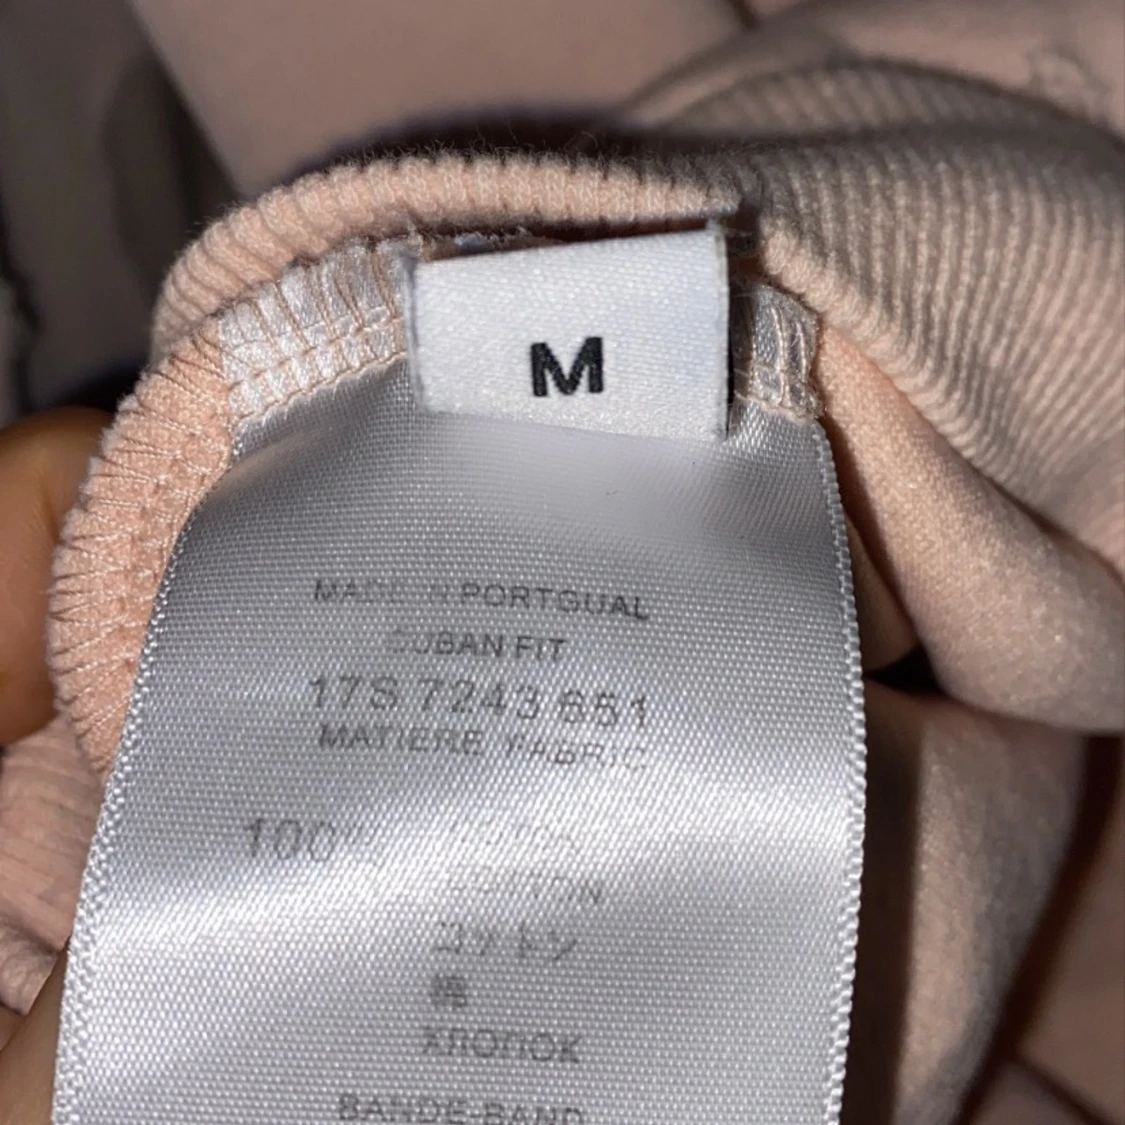 M
MADE IN PORTGUAL
CUBAN FIT
17S 7243 651
MATIERE FABRIC
100%
コットン
棉
ХЛОПОК
BANDE-BAND